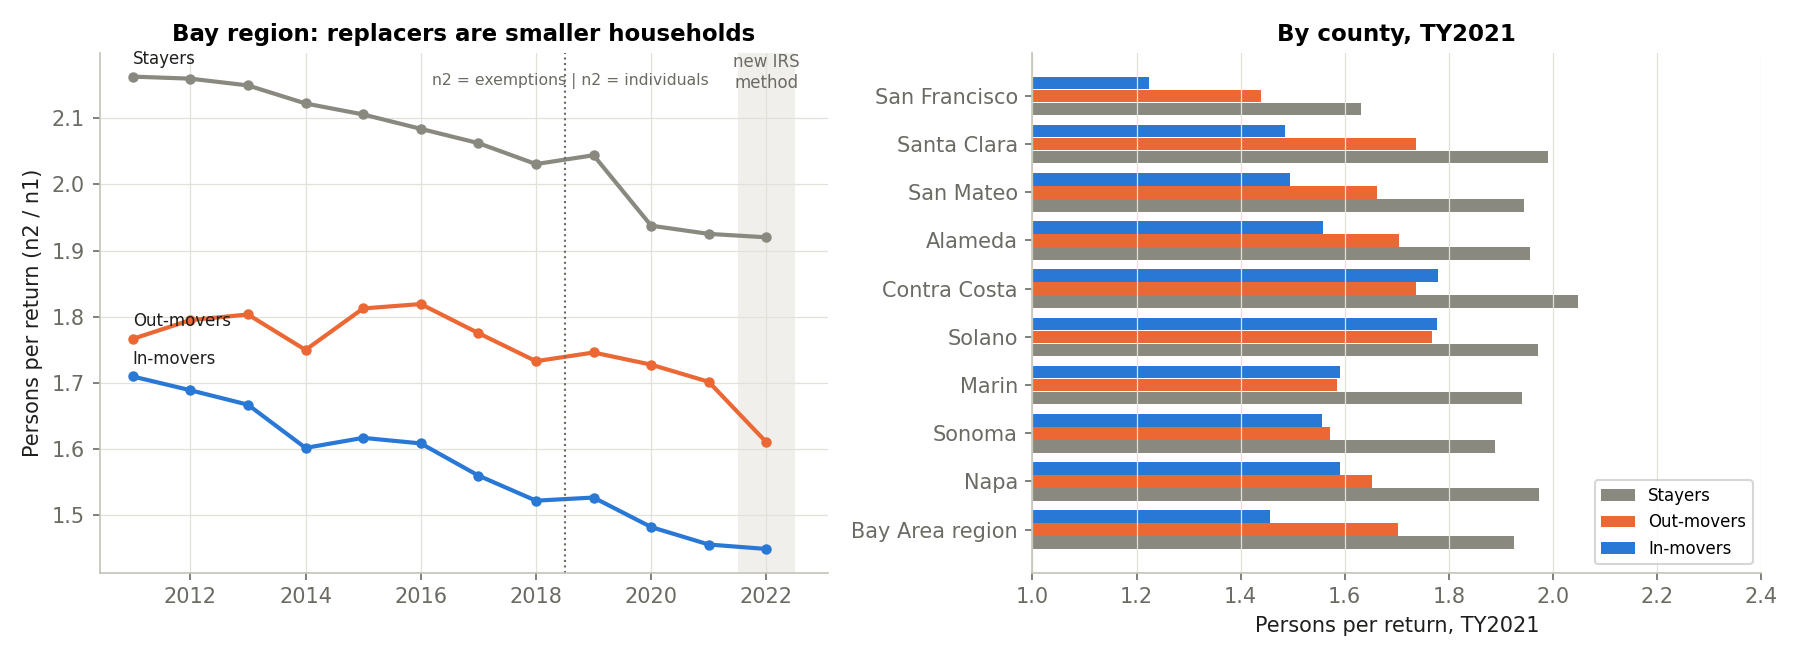 Bay region: replacers are smaller households
Stayers
n2 = exemptions | n2 = individuals
new IRS
method
Out-movers
In-movers
Persons per return (n2 / n1)
2.1
2.0
1.9
1.8
1.7
1.6
1.5
2012
2014
2016
2018
2020
2022
By county, TY2021
San Francisco
Santa Clara
San Mateo
Alameda
Contra Costa
Solano
Marin
Sonoma
Napa
Bay Area region
Stayers
Out-movers
In-movers
1.0
1.2
1.4
1.6
1.8
2.0
2.2
2.4
Persons per return, TY2021